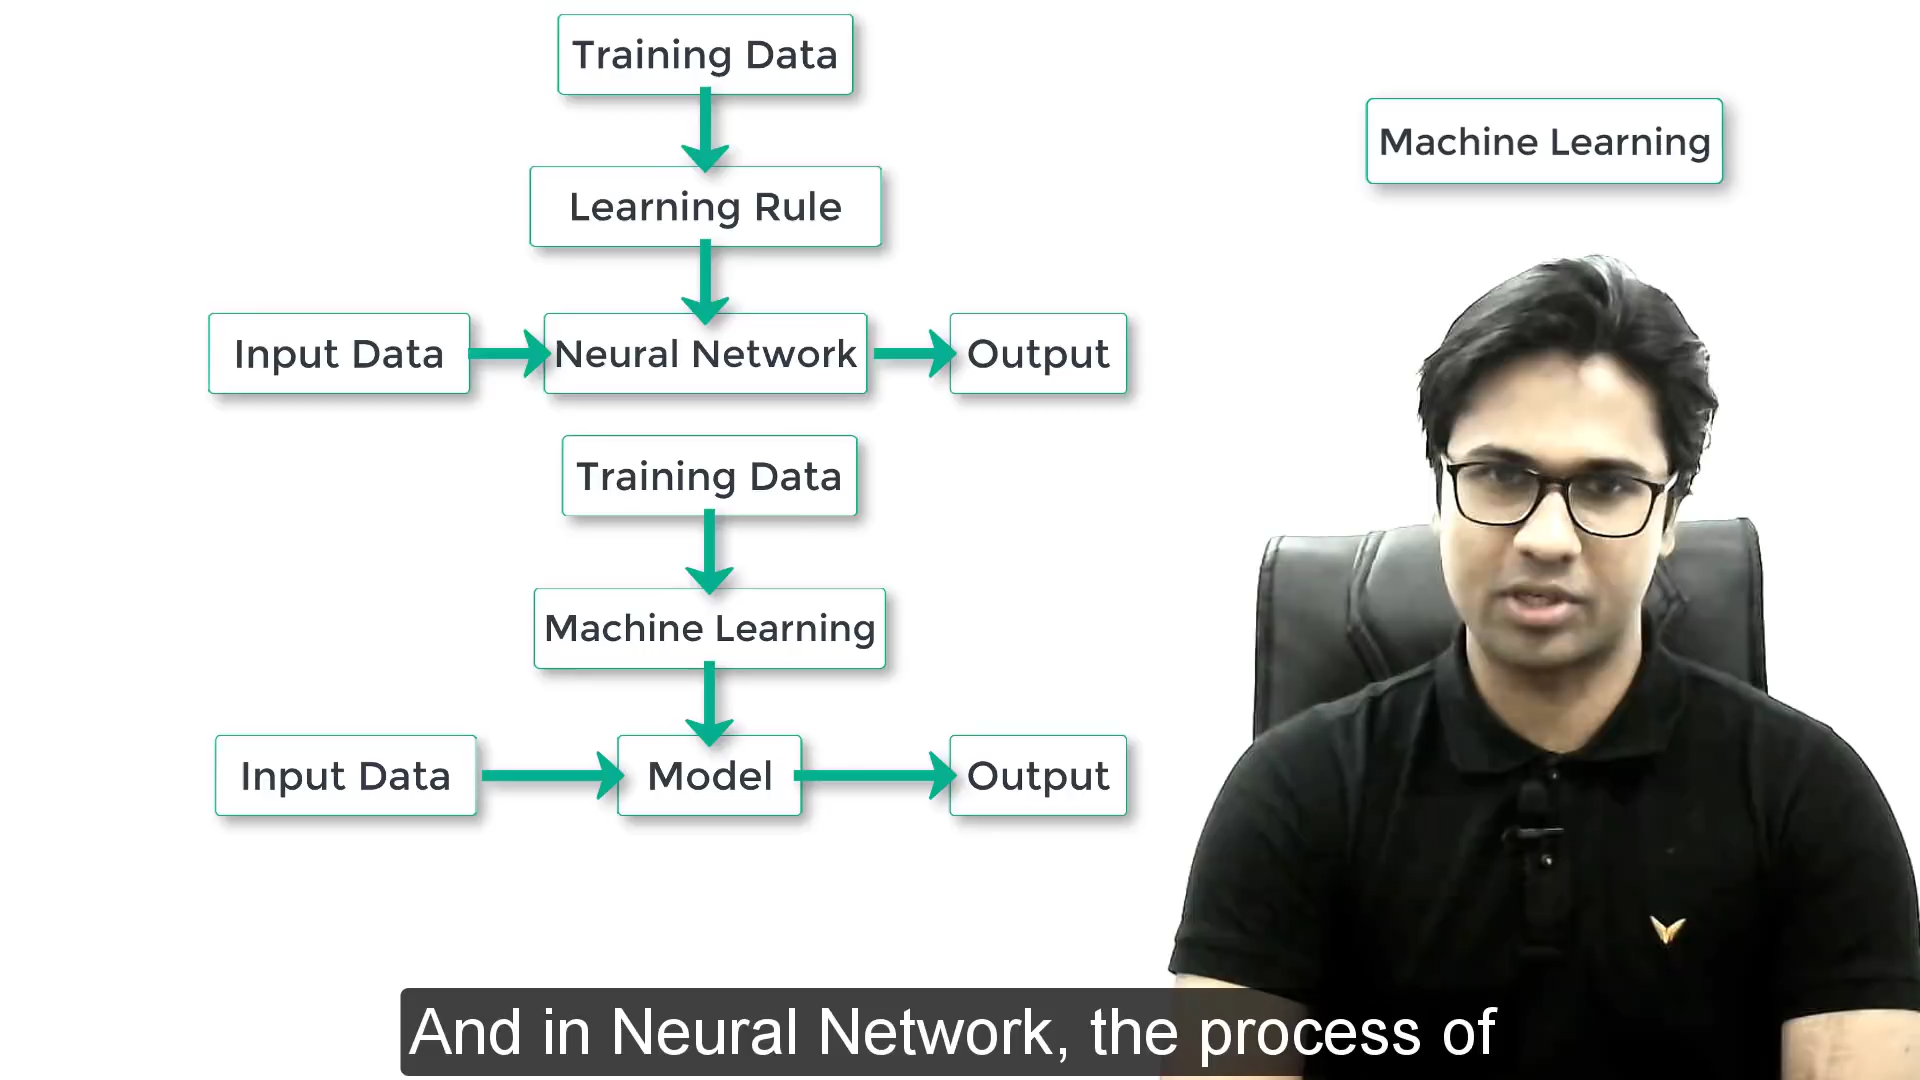 Training Data
Machine Learning
Learning Rule
Input Data
Neural Network
Output
Training Data
Machine Learning
Input Data
Model
Output
And in Neural Network, the process of